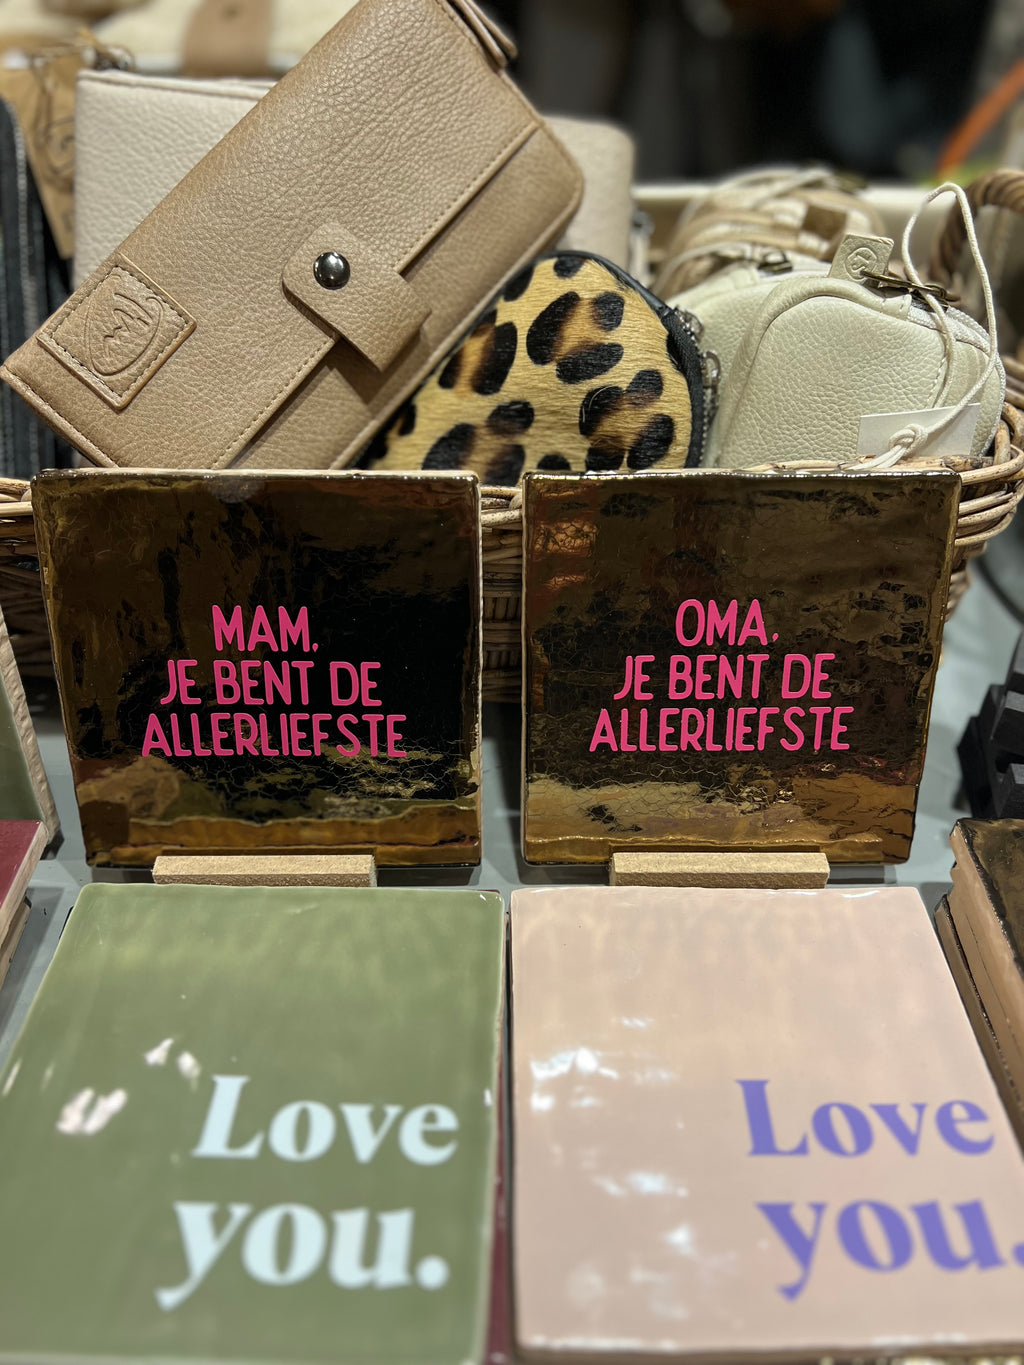 MAM,
JE BENT DE
ALLERLIEFSTE
OMA,
JE BENT DE
ALLERLIEFSTE
Love
you.
Love
you.